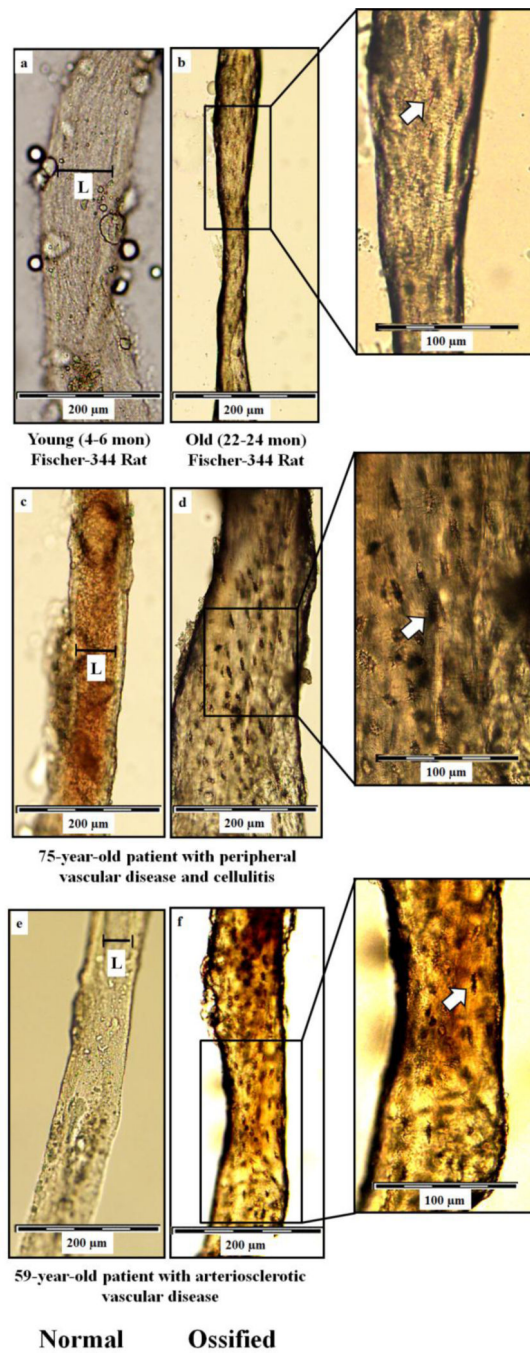 a
b
L
100 µm
200 µm
200 µm
Young (4-6 mon)
Fischer-344 Rat
Old (22-24 mon)
Fischer-344 Rat
c
d
L
100 µm
200 µm
200 µm
75-year-old patient with peripheral
vascular disease and cellulitis
e
f
L
100 µm
200 µm
200 µm
59-year-old patient with arteriosclerotic
vascular disease
Normal
Ossified